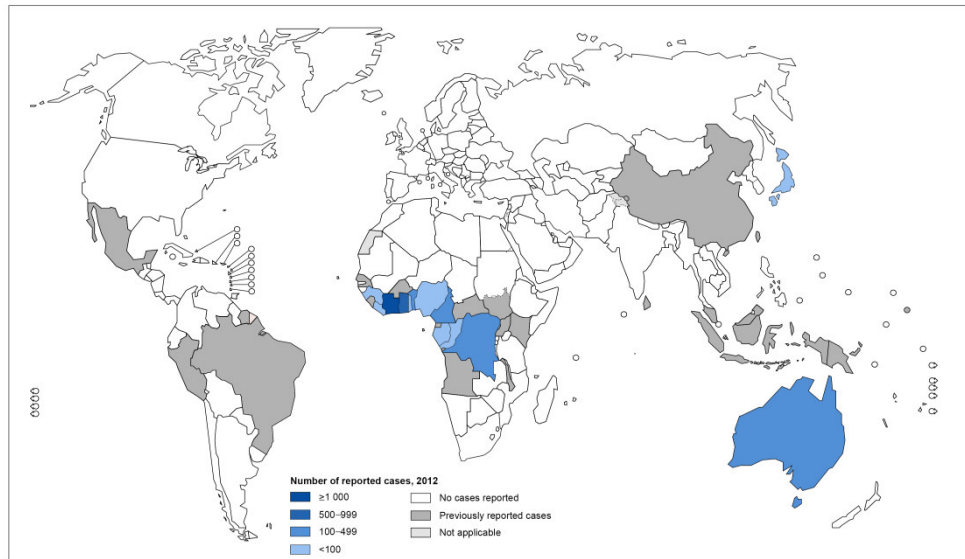 Number of reported cases, 2012
≥1 000
500–999
100–499
<100
No cases reported
Previously reported cases
Not applicable